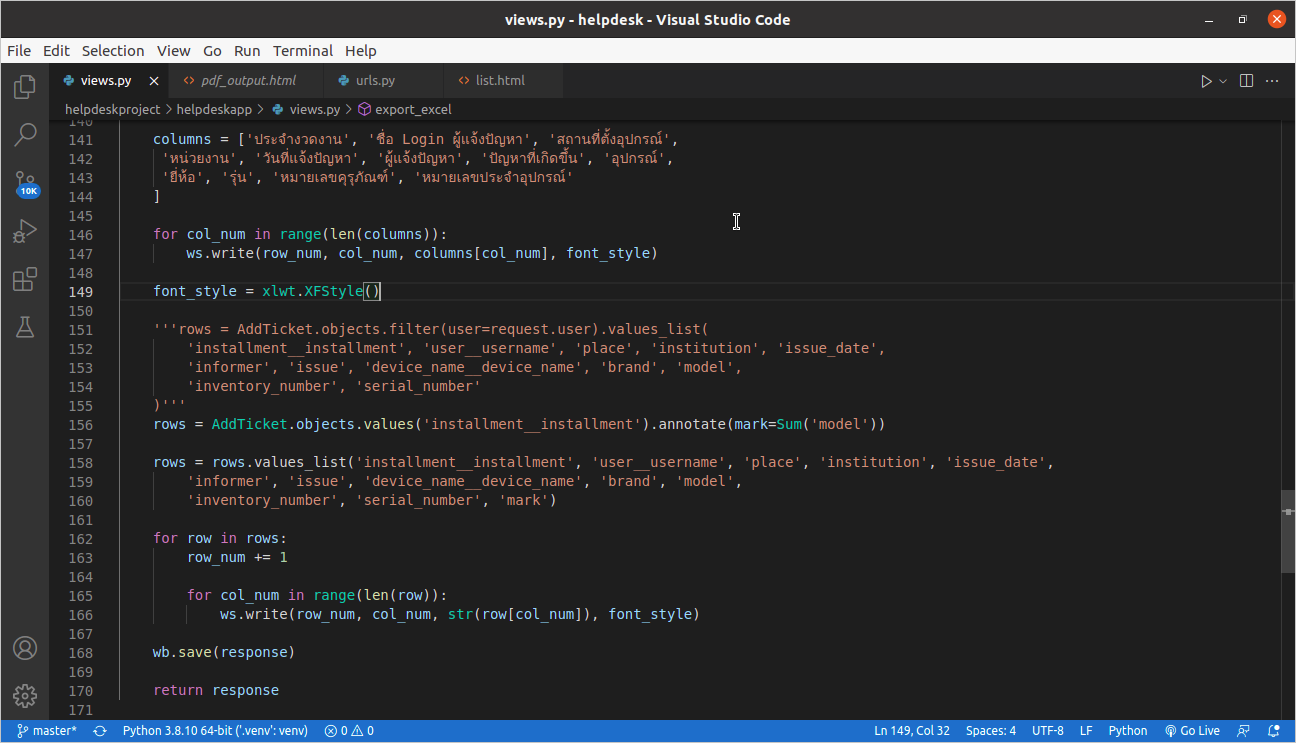 views.py - helpdesk - Visual Studio Code
File Edit Selection View Go Run Terminal Help
views.py pdf_output.html urls.py list.html
helpdeskproject > helpdeskapp > views.py > export_excel
140
141 columns = ['ประจำงวดงาน', 'ชื่อ Login ผู้แจ้งปัญหา', 'สถานที่ตั้งอุปกรณ์',
142 'หน่วยงาน', 'วันที่แจ้งปัญหา', 'ผู้แจ้งปัญหา', 'ปัญหาที่เกิดขึ้น', 'อุปกรณ์',
143 'ยี่ห้อ', 'รุ่น', 'หมายเลขคุรุภัณฑ์', 'หมายเลขประจำอุปกรณ์'
144 ]
145
146 for col_num in range(len(columns)):
147 ws.write(row_num, col_num, columns[col_num], font_style)
148
149 font_style = xlwt.XFStyle()
150
151 '''rows = AddTicket.objects.filter(user=request.user).values_list(
152 'installment__installment', 'user__username', 'place', 'institution', 'issue_date',
153 'informer', 'issue', 'device_name__device_name', 'brand', 'model',
154 'inventory_number', 'serial_number'
155 )'''
156 rows = AddTicket.objects.values('installment__installment').annotate(mark=Sum('model'))
157
158 rows = rows.values_list('installment__installment', 'user__username', 'place', 'institution', 'issue_date',
159 'informer', 'issue', 'device_name__device_name', 'brand', 'model',
160 'inventory_number', 'serial_number', 'mark')
161
162 for row in rows:
163 row_num += 1
164
165 for col_num in range(len(row)):
166 ws.write(row_num, col_num, str(row[col_num]), font_style)
167
168 wb.save(response)
169
170 return response
171
10K
master* Python 3.8.10 64-bit ('.venv': venv) 0 0 Ln 149, Col 32 Spaces: 4 UTF-8 LF Python Go Live